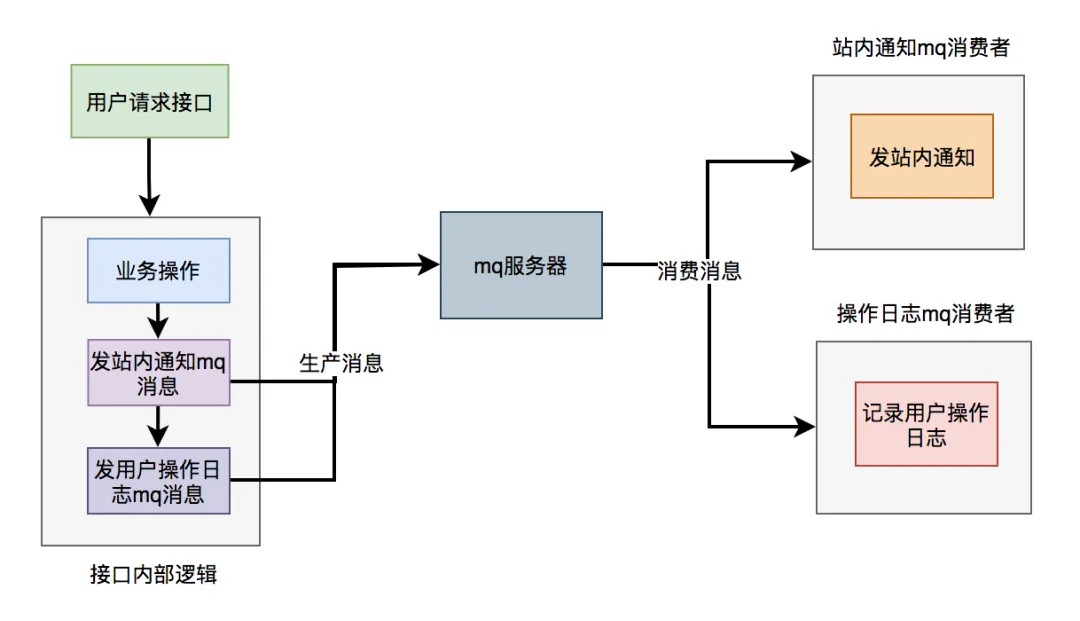 站内通知mq消费者
用户请求接口
发站内通知
业务操作
mq服务器
消费消息
操作日志mq消费者
发站内通知mq
消息
生产消息
记录用户操作
日志
发用户操作日
志mq消息
接口内部逻辑